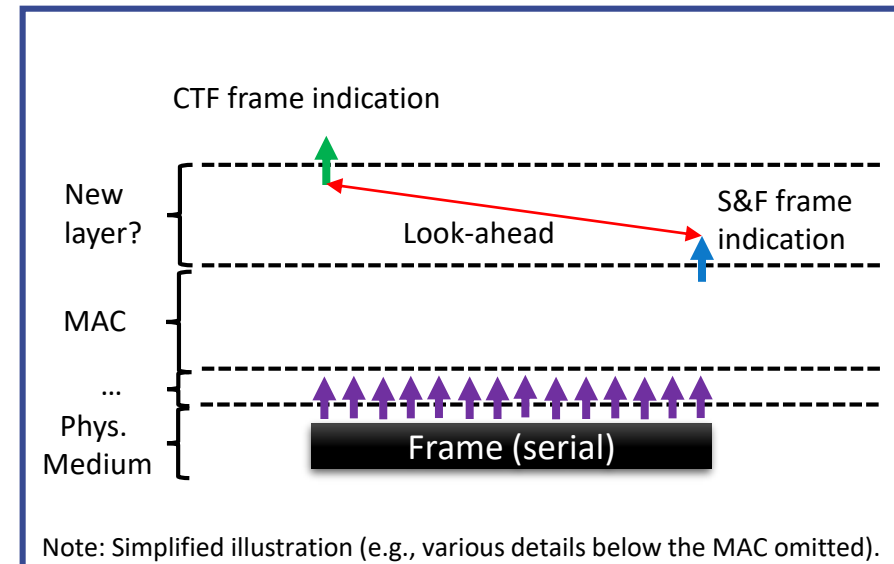 CTF frame indication
New
layer?
Look-ahead
S&F frame
indication
MAC
...
Phys.
Medium
Frame (serial)
Note: Simplified illustration (e.g., various details below the MAC omitted).